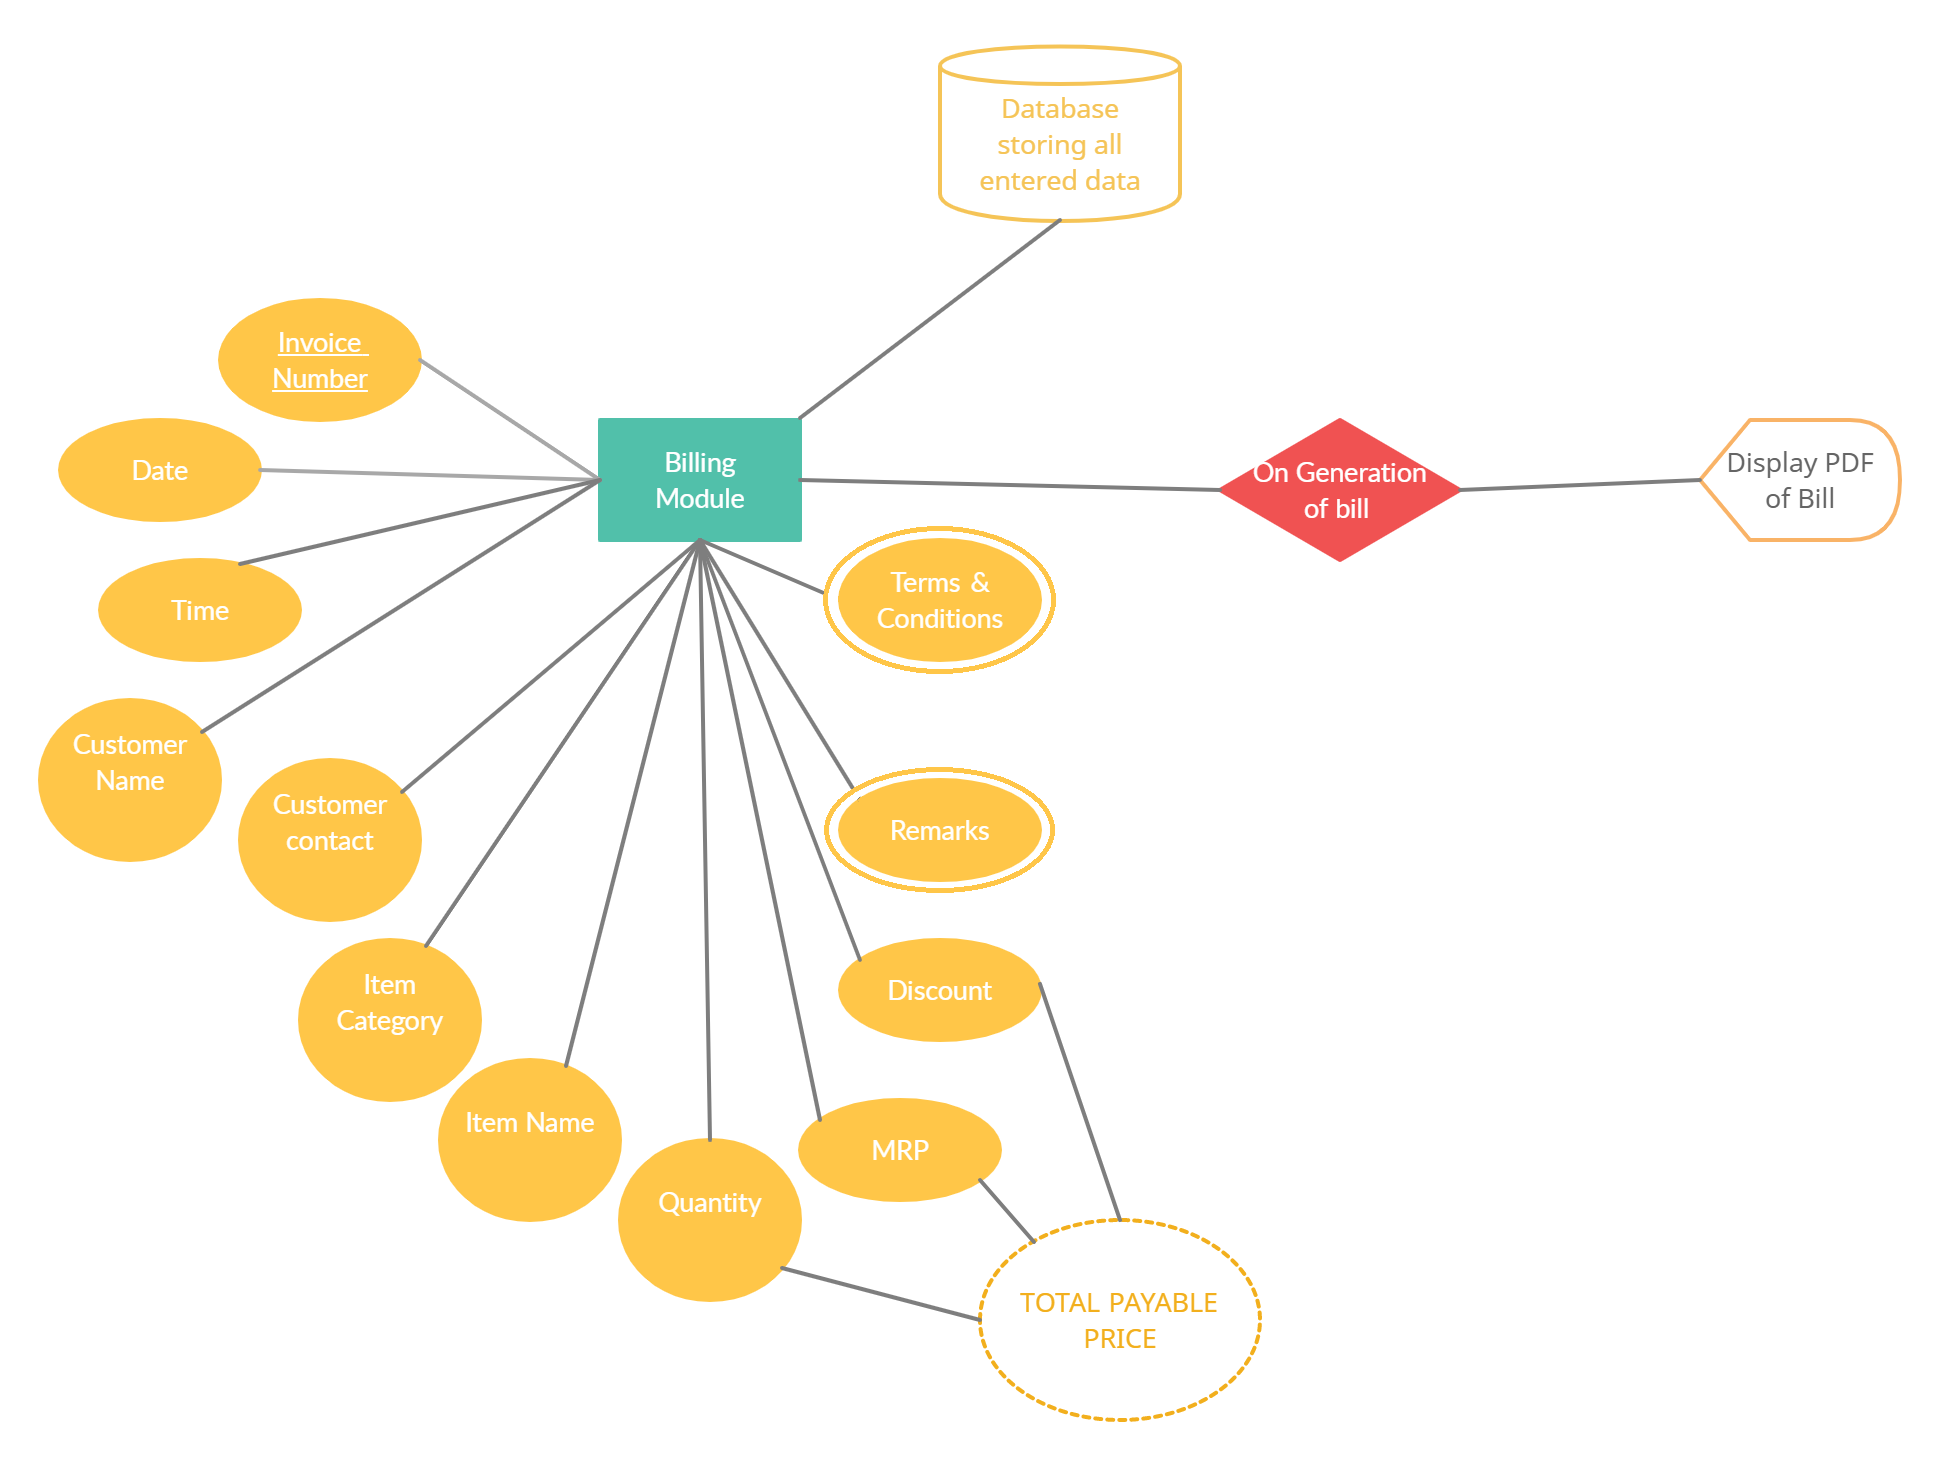 Database
storing all
entered data
Invoice
Number
Date
Billing
Module
On Generation
of bill
Display PDF
of Bill
Time
Terms &
Conditions
Customer
Name
Customer
contact
Remarks
Item
Category
Discount
Item Name
MRP
Quantity
TOTAL PAYABLE
PRICE